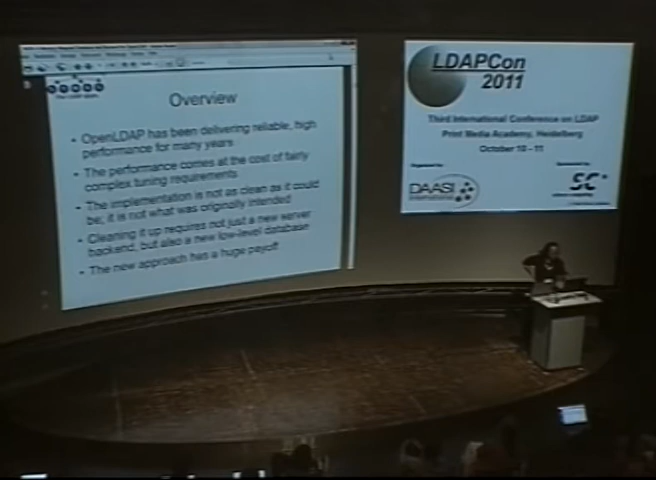 Overview
• OpenLDAP has been delivering reliable, high
performance for many years
• The performance comes at the cost of fairly
complex tuning requirements
• The implementation is not as clean as it could
be; it is not what was originally intended
• Cleaning it up requires not just a new server
backend, but also a new low-level database
• The new approach has a huge payoff
LDAPCon
2011
Third International Conference on LDAP
Print Media Academy, Heidelberg
October 10 - 11
DAASI
International